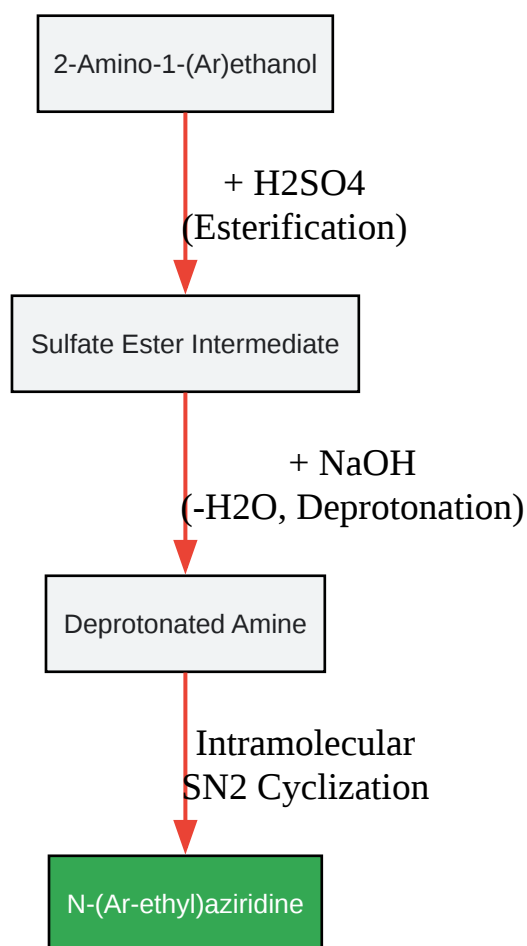 2-Amino-1-(Ar)ethanol
+ H2SO4
(Esterification)
Sulfate Ester Intermediate
+ NaOH
(-H2O, Deprotonation)
Deprotonated Amine
Intramolecular
SN2 Cyclization
N-(Ar-ethyl)aziridine